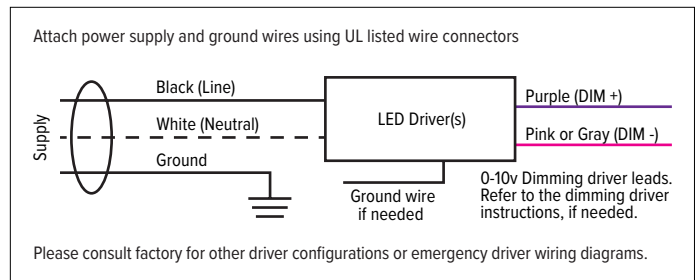 Attach power supply and ground wires using UL listed wire connectors
Supply
Black (Line)
White (Neutral)
Ground
LED Driver(s)
Ground wire
if needed
Purple (DIM +)
Pink or Gray (DIM -)
0-10v Dimming driver leads.
Refer to the dimming driver
instructions, if needed.
Please consult factory for other driver configurations or emergency driver wiring diagrams.